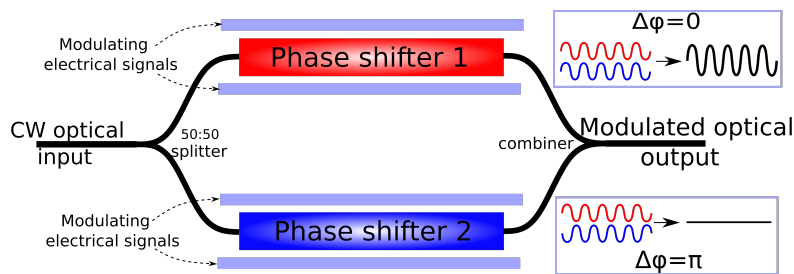 Modulating
electrical signals
Phase shifter 1
Δφ=0
CW optical
input
50:50
splitter
combiner
Modulated optical
output
Modulating
electrical signals
Phase shifter 2
Δφ=π